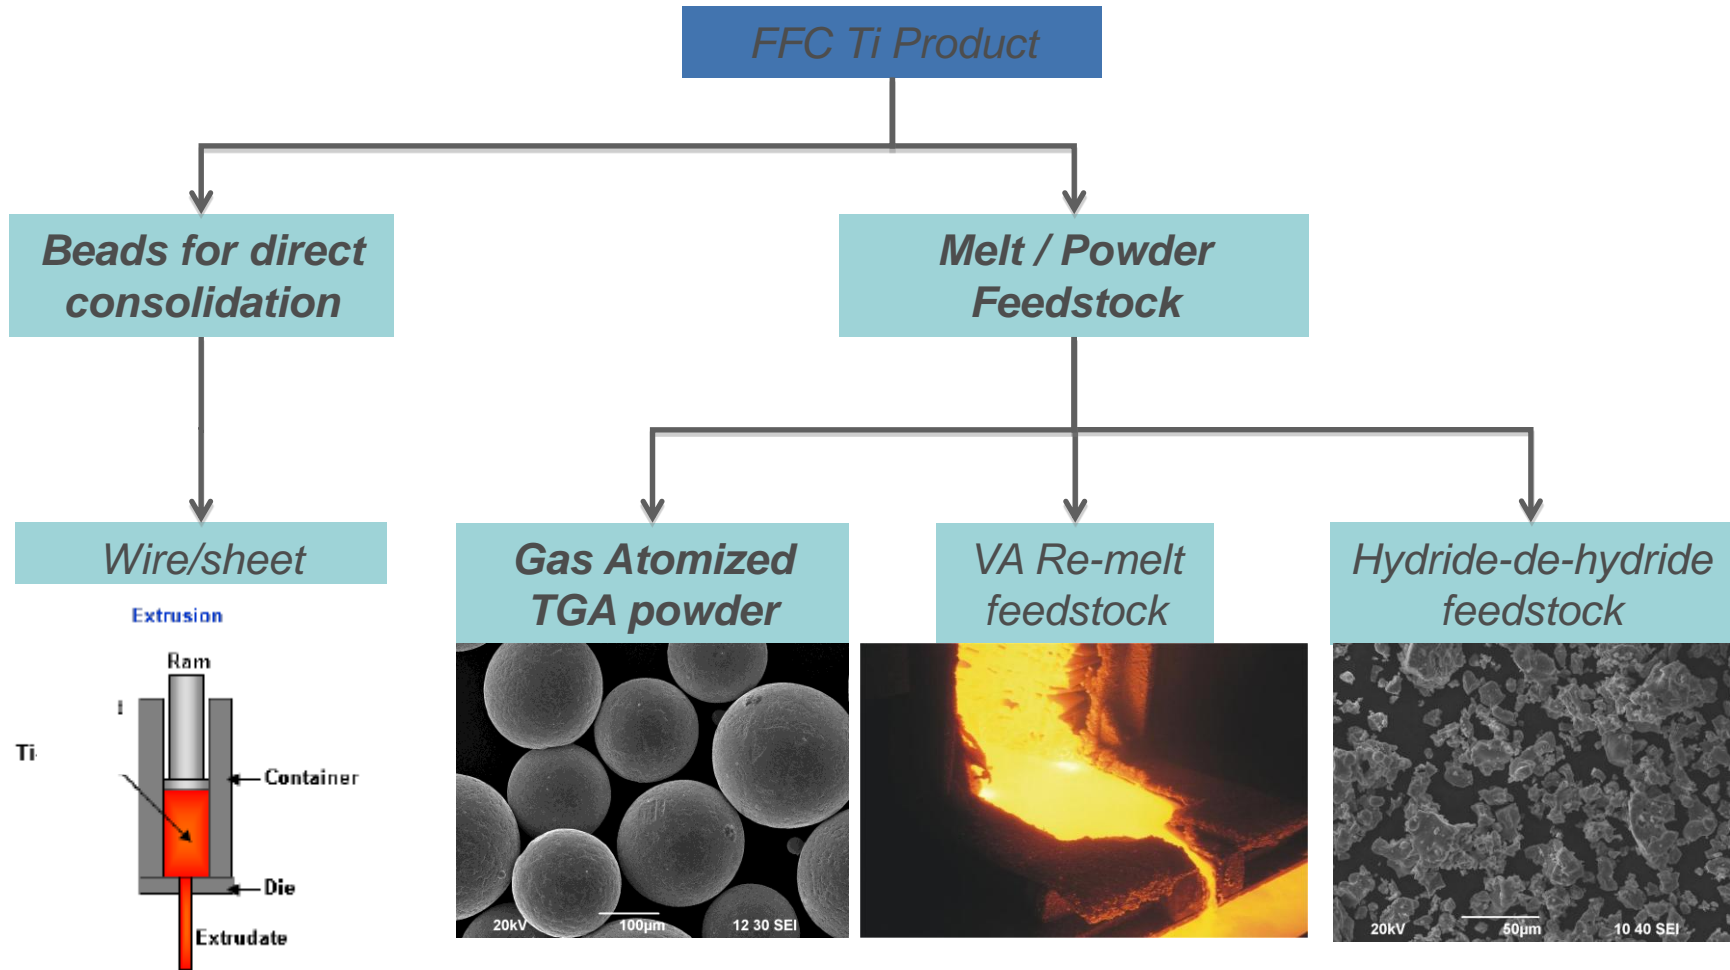 FFC Ti Product
Beads for direct
consolidation
Melt / Powder
Feedstock
Wire/sheet
Gas Atomized
TGA powder
VA Re-melt
feedstock
Hydride-de-hydride
feedstock
Extrusion
Ram
Ti
Container
Die
Extrudate
20kV 100µm 12 30 SEI
20kV 50µm 10 40 SEI